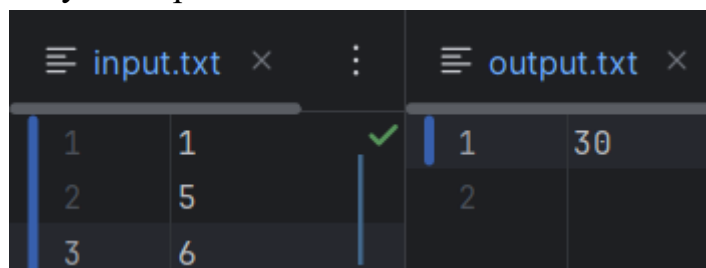 input.txt × ⋮
1 1
2 5
3 6
output.txt ×
1 30
2